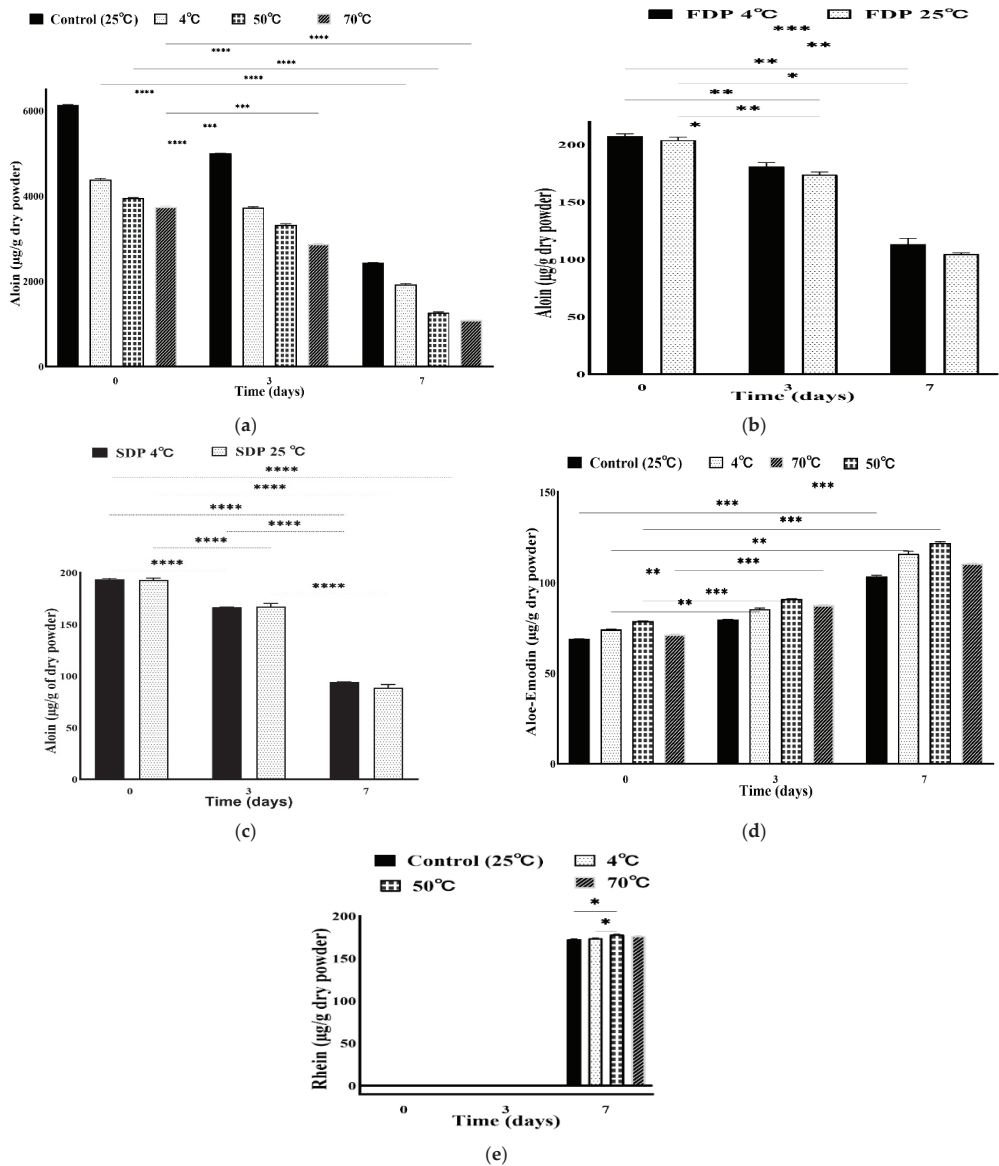 Control (25℃) 4℃ 50℃ 70℃
****
****
****
****
****
***
***
****
6000
4000
2000
0
Aloin (µg/g dry powder)
0 3 7
Time (days)
(a)
FDP 4℃ FDP 25℃
***
**
**
*
**
**
*
200
150
100
50
0
Aloin (µg/g dry powder)
0 3 7
Time (days)
(b)
SDP 4℃ SDP 25 ℃
****
****
****
****
****
****
****
200
150
100
50
0
Aloin (µg/g of dry powder)
0 3 7
Time (days)
(c)
Control (25℃) 4℃ 70℃ 50℃
***
***
**
**
***
***
**
150
100
50
0
Aloe-Emodin (µg/g dry powder)
0 3 7
Time (days)
(d)
Control (25℃) 4℃
50℃ 70℃
*
*
200
150
100
50
0
Rhein (µg/g dry powder)
0 3 7
Time (days)
(e)